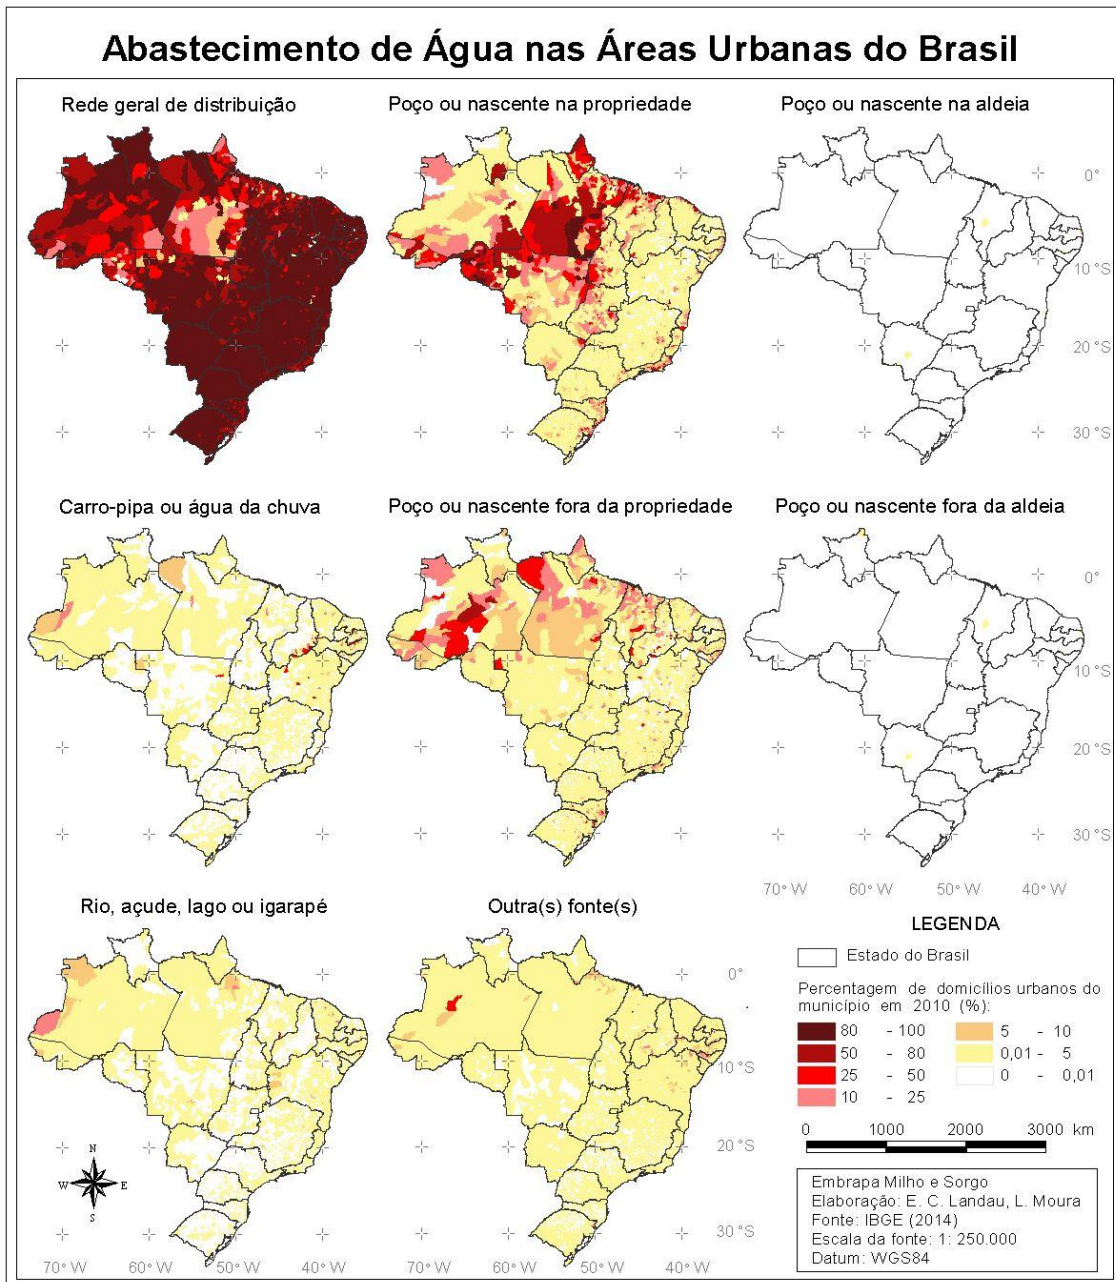 Abastecimento de Água nas Áreas Urbanas do Brasil
Rede geral de distribuição
Poço ou nascente na propriedade
Poço ou nascente na aldeia
0°
10°S
20°S
30°S
Carro-pipa ou água da chuva
Poço ou nascente fora da propriedade
Poço ou nascente fora da aldeia
0°
10°S
20°S
30°S
70° W 60° W 50° W 40° W
Rio, açude, lago ou igarapé
Outra(s) fonte(s)
0°
10°S
20°S
30°S
N
W E
S
70° W 60° W 50° W 40° W 70° W 60° W 50° W 40° W
LEGENDA
Estado do Brasil
Percentagem de domicílios urbanos do
município em 2010 (%):
80 - 100 5 - 10
50 - 80 0,01 - 5
25 - 50 0 - 0,01
10 - 25
0 1000 2000 3000 km
Embrapa Milho e Sorgo
Elaboração: E. C. Landau, L. Moura
Fonte: IBGE (2014)
Escala da fonte: 1: 250.000
Datum: WGS84